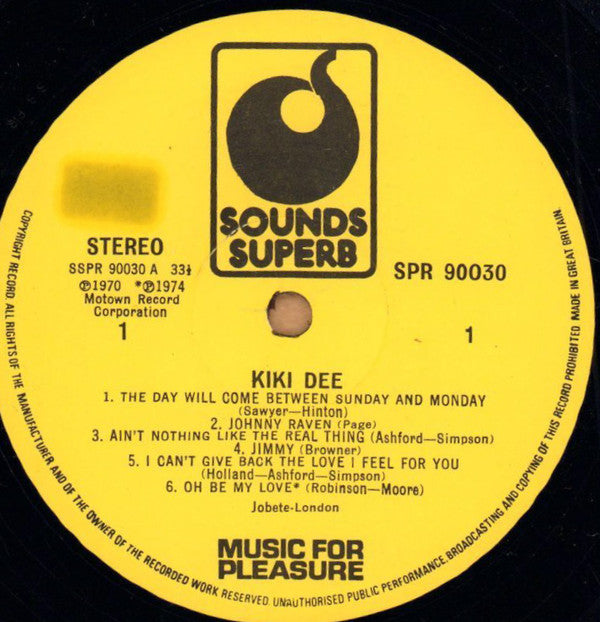 SOUNDS
SUPERB
STEREO
SSPR 90030 A 33⅓
℗1970 *℗1974
Motown Record
Corporation
1
SPR 90030
1
KIKI DEE
1. THE DAY WILL COME BETWEEN SUNDAY AND MONDAY
(Sawyer—Hinton)
2. JOHNNY RAVEN (Page)
3. AIN'T NOTHING LIKE THE REAL THING (Ashford—Simpson)
4. JIMMY (Browner)
5. I CAN'T GIVE BACK THE LOVE I FEEL FOR YOU
(Holland—Ashford—Simpson)
6. OH BE MY LOVE* (Robinson—Moore)
Jobete-London
MUSIC FOR
PLEASURE
COPYRIGHT RECORD. ALL RIGHTS OF THE MANUFACTURER AND OF THE OWNER OF THE RECORDED WORK RESERVED. UNAUTHORISED PUBLIC PERFORMANCE, BROADCASTING AND COPYING OF THIS RECORD PROHIBITED MADE IN GREAT BRITAIN.